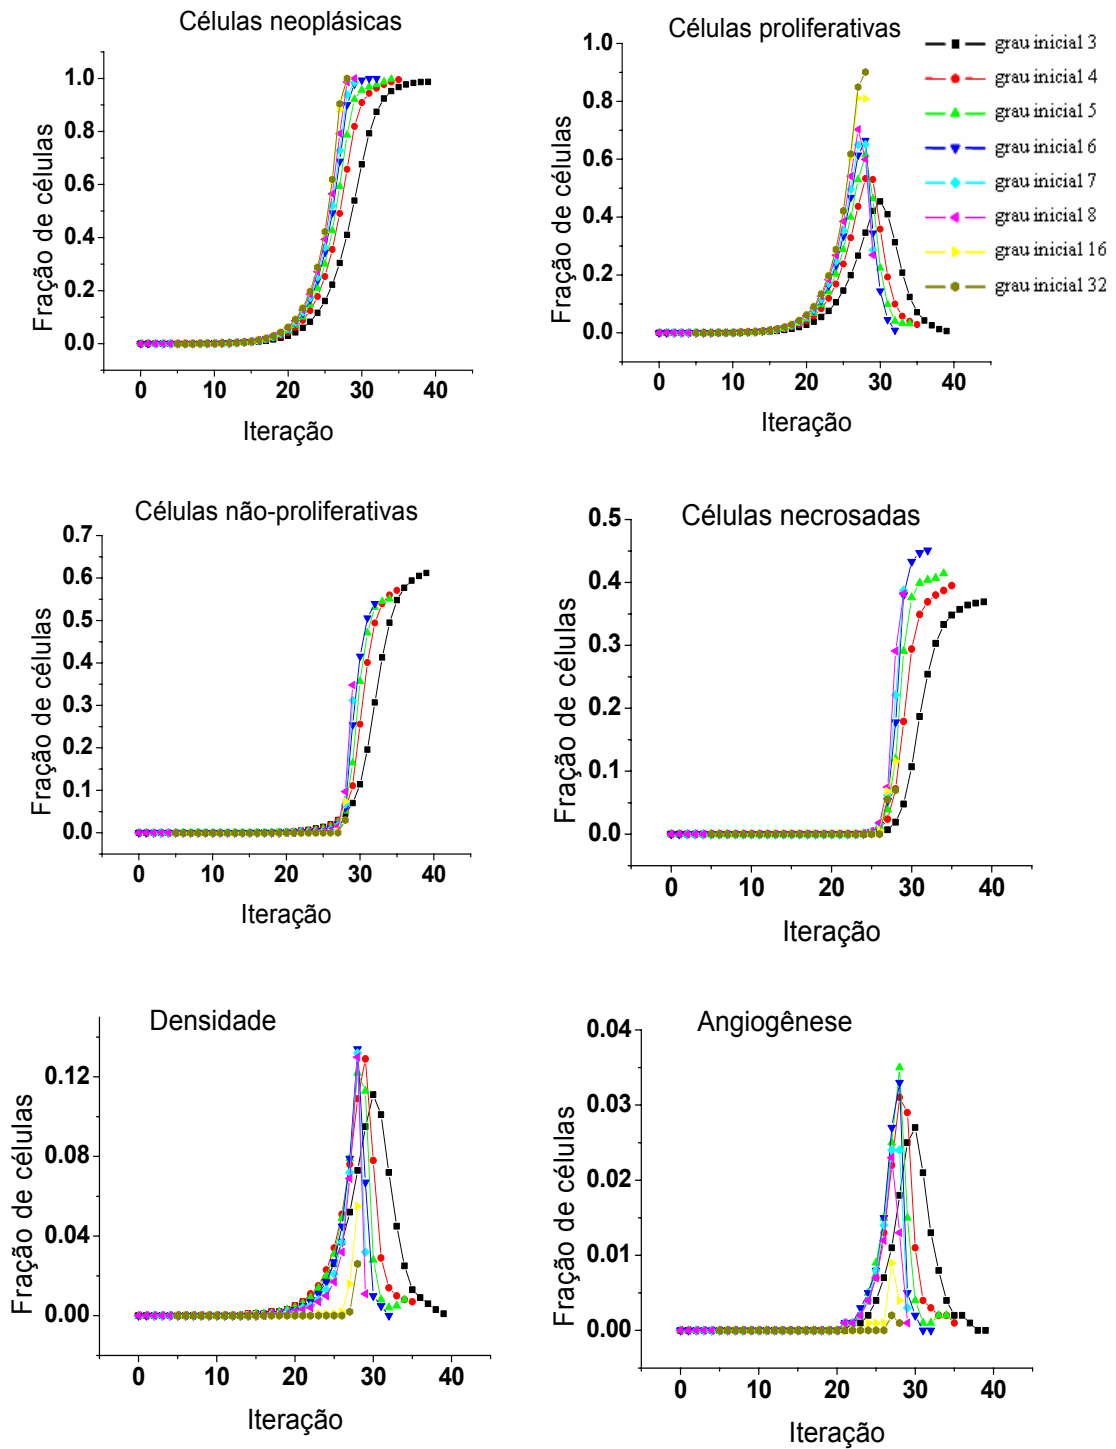 Células neoplásicas
Fração de células
1.0
0.8
0.6
0.4
0.2
0.0
0 10 20 30 40
Iteração
Células proliferativas
Fração de células
1.0
0.8
0.6
0.4
0.2
0.0
0 10 20 30 40
Iteração
grau inicial 3
grau inicial 4
grau inicial 5
grau inicial 6
grau inicial 7
grau inicial 8
grau inicial 16
grau inicial 32
Células não-proliferativas
Fração de células
0.7
0.6
0.5
0.4
0.3
0.2
0.1
0.0
0 10 20 30 40
Iteração
Células necrosadas
Fração de células
0.5
0.4
0.3
0.2
0.1
0.0
0 10 20 30 40
Iteração
Densidade
Fração de células
0.12
0.08
0.04
0.00
0 10 20 30 40
Iteração
Angiogênese
Fração de células
0.04
0.03
0.02
0.01
0.00
0 10 20 30 40
Iteração